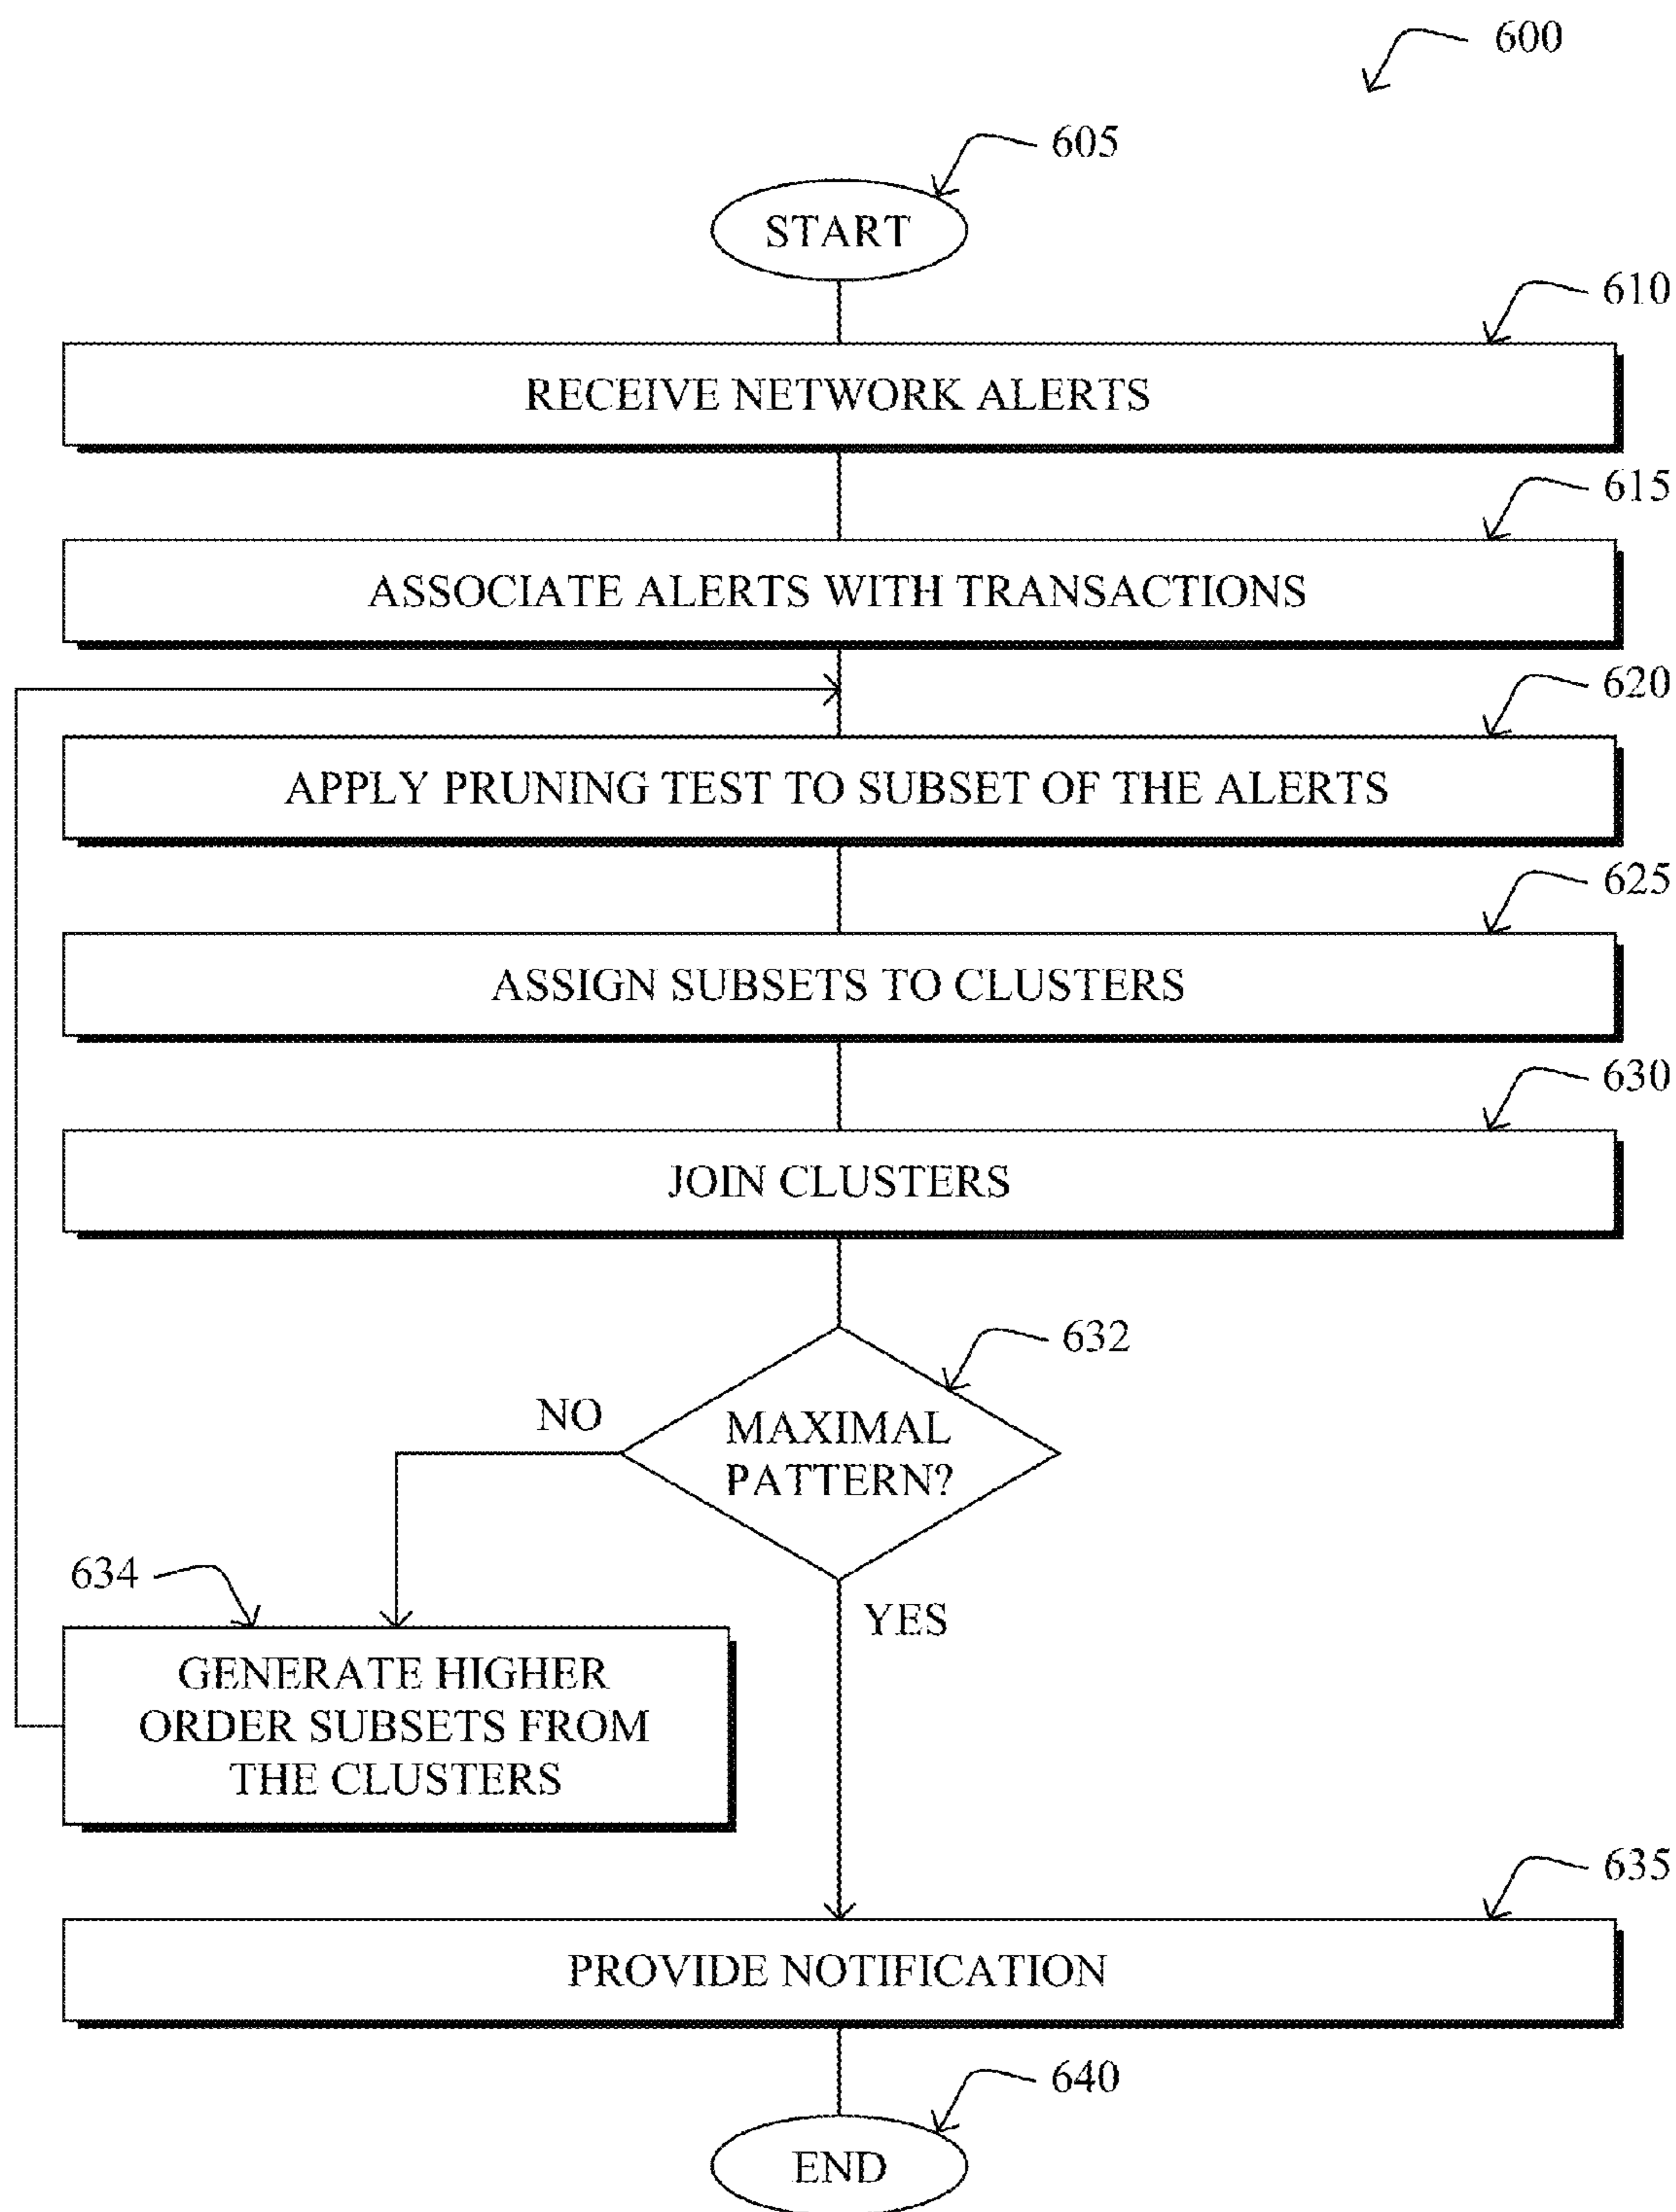 600
605
START
610
RECEIVE NETWORK ALERTS
615
ASSOCIATE ALERTS WITH TRANSACTIONS
620
APPLY PRUNING TEST TO SUBSET OF THE ALERTS
625
ASSIGN SUBSETS TO CLUSTERS
630
JOIN CLUSTERS
632
NO
MAXIMAL
PATTERN?
634
YES
GENERATE HIGHER
ORDER SUBSETS FROM
THE CLUSTERS
635
PROVIDE NOTIFICATION
640
END